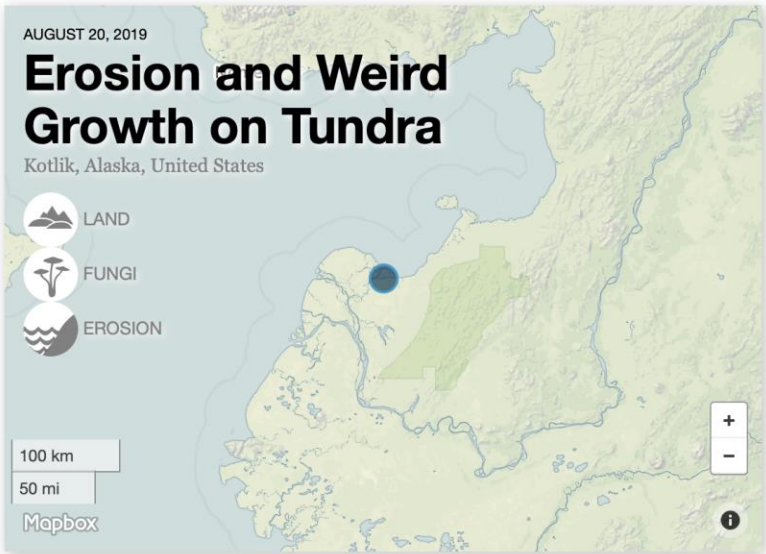 AUGUST 20, 2019
Erosion and Weird
Growth on Tundra
Kotlik, Alaska, United States
LAND
FUNGI
EROSION
+
−
100 km
50 mi
Mapbox
i